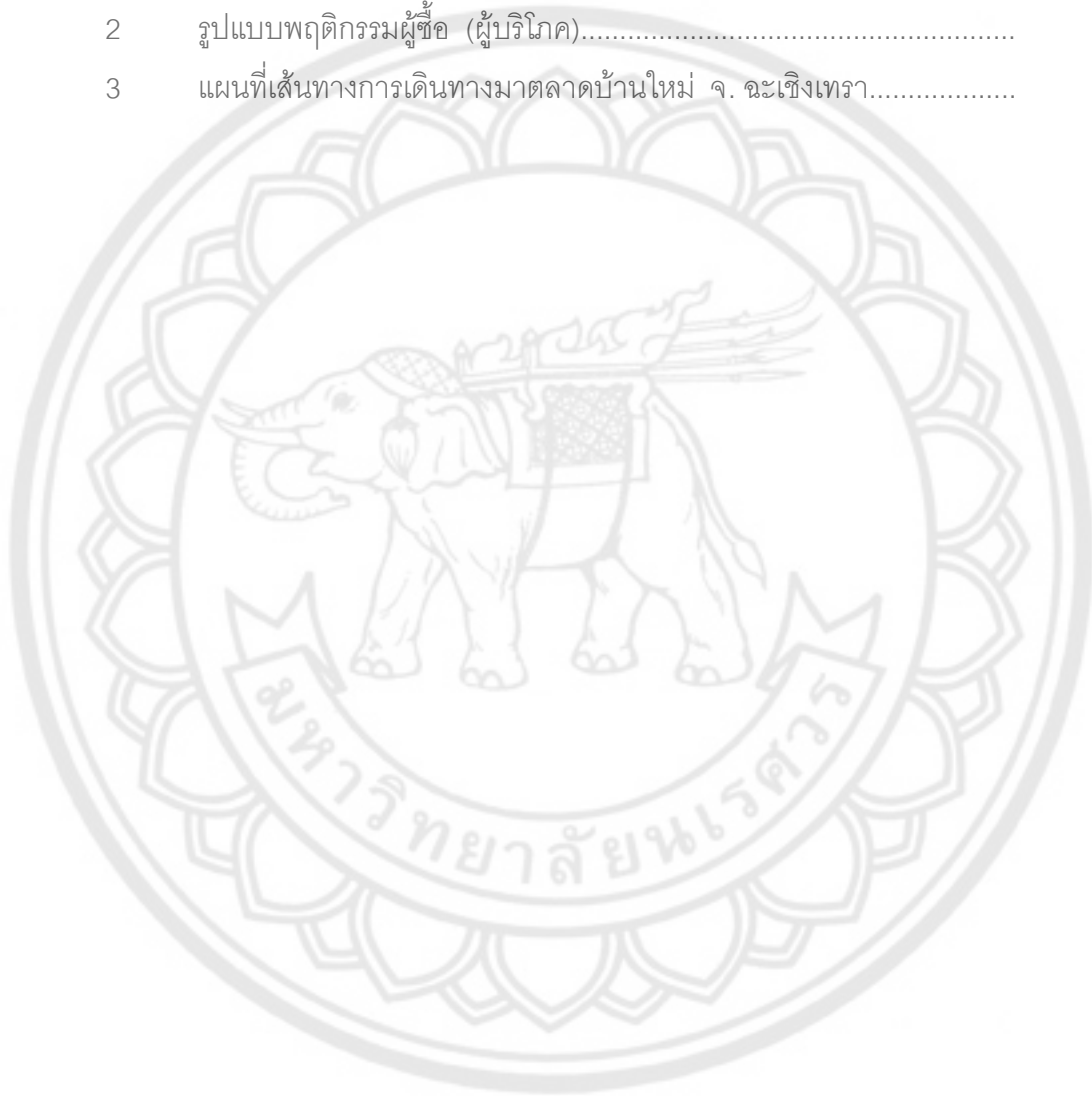 2 รูปแบบพฤติกรรมผู้ซื้อ (ผู้บริโภค)........................................................
3 แผนที่เส้นทางการเดินทางมาตลาดบ้านใหม่ จ. ฉะเชิงเทรา...................
มหาวิทยาลัยนเรศวร